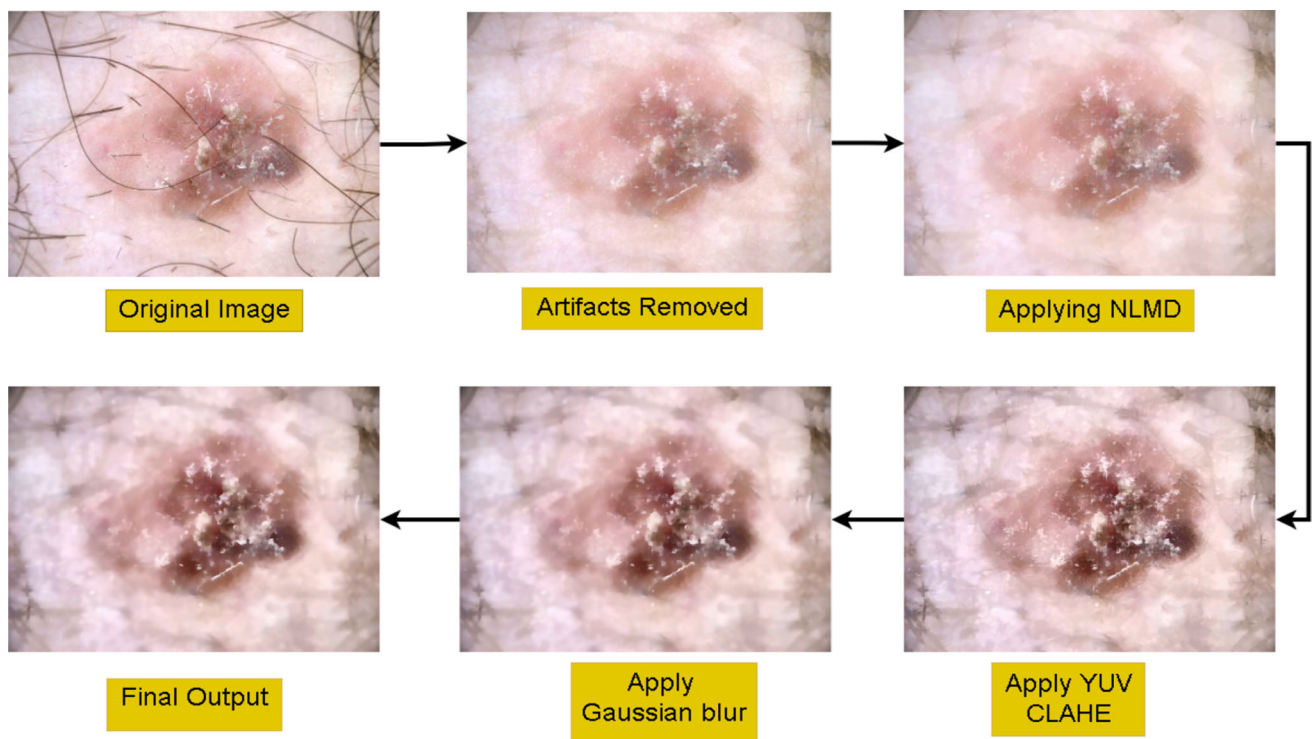 Original Image
Artifacts Removed
Applying NLMD
Apply YUV
CLAHE
Apply
Gaussian blur
Final Output